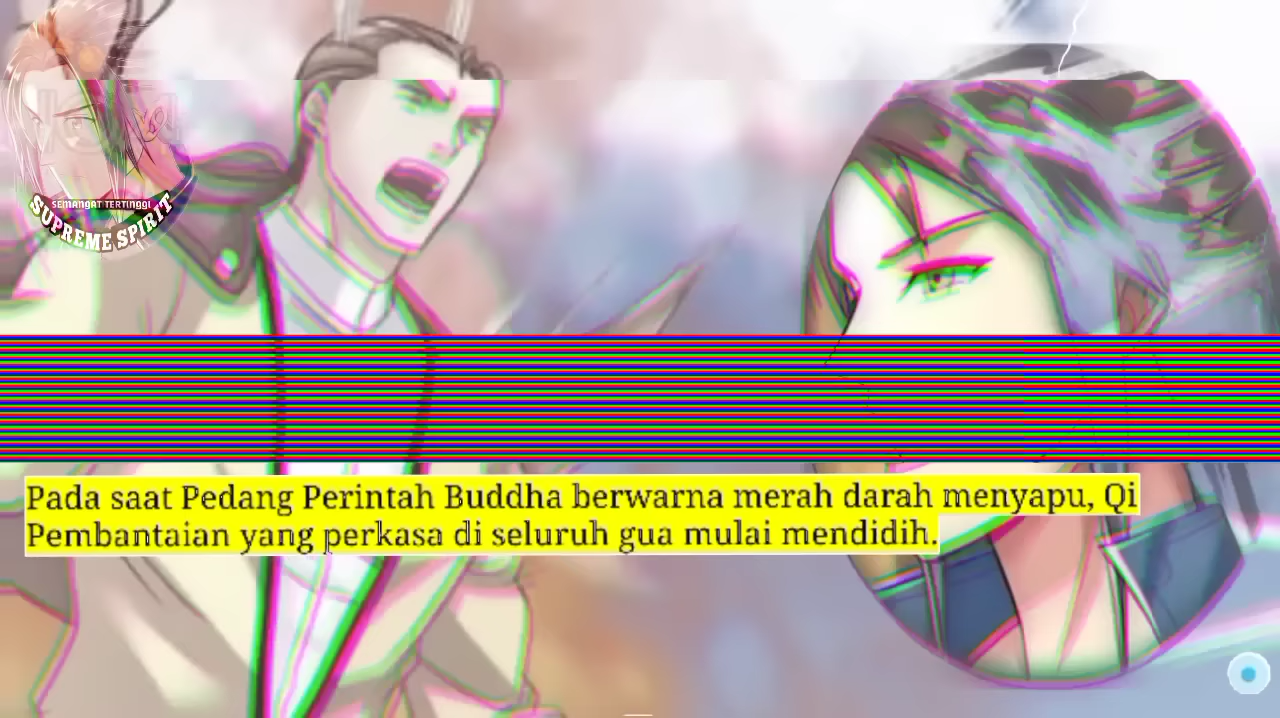 SEMANGAT TERTINGGI
SUPREME SPIRIT
Pada saat Pedang Perintah Buddha berwarna merah darah menyapu, Qi
Pembantaian yang perkasa di seluruh gua mulai mendidih.